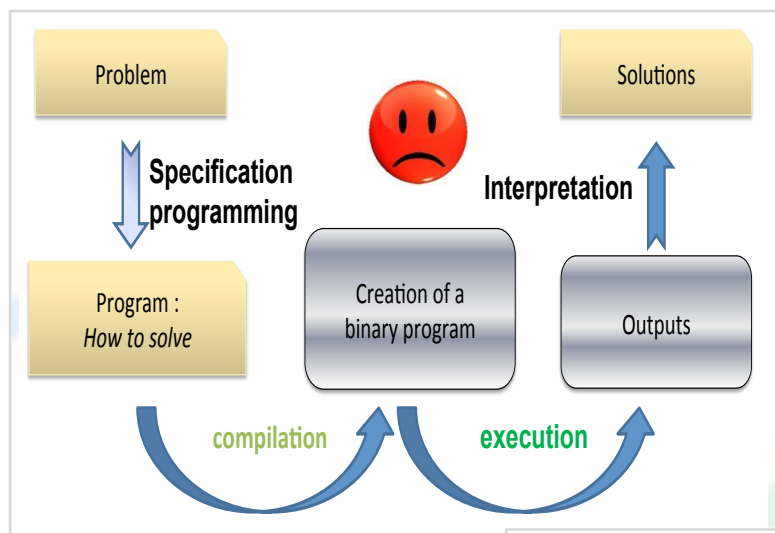 Problem
Solutions
Specification
programming
Interpretation
Program :
How to solve
Creation of a
binary program
Outputs
compilation
execution